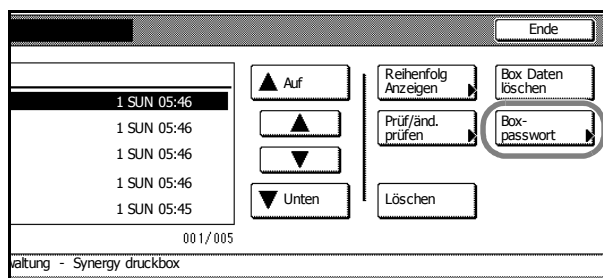 Ende
Auf
Reihenfolg
Anzeigen
Box Daten
löschen
1 SUN 05:46
1 SUN 05:46
Prüf/änd.
prüfen
Box-
passwort
1 SUN 05:46
1 SUN 05:46
1 SUN 05:45
Unten
Löschen
001/005
waltung - Synergy druckbox